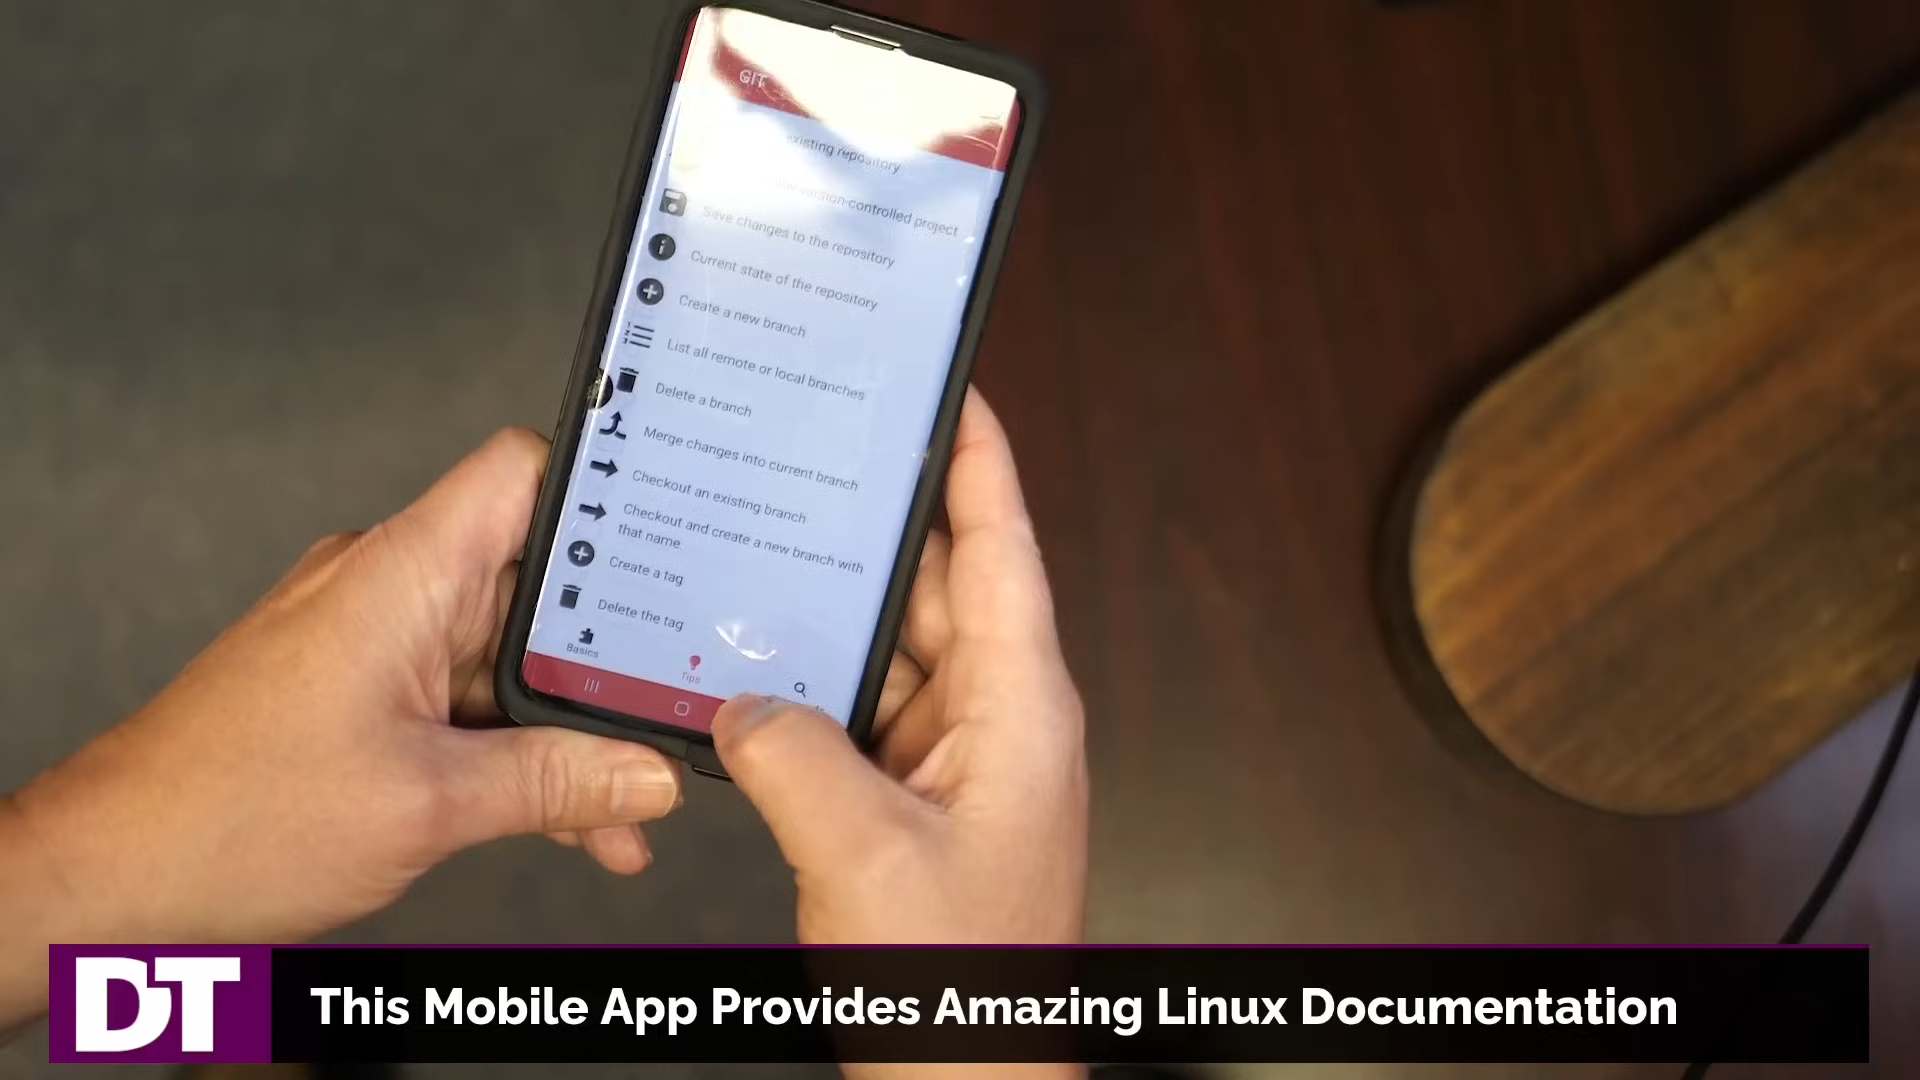 GIT
existing repository
version-controlled project
Save changes to the repository
Current state of the repository
Create a new branch
List all remote or local branches
Delete a branch
Merge changes into current branch
Checkout an existing branch
Checkout and create a new branch with
that name
Create a tag
Delete the tag
Basics
Tips
DT
This Mobile App Provides Amazing Linux Documentation